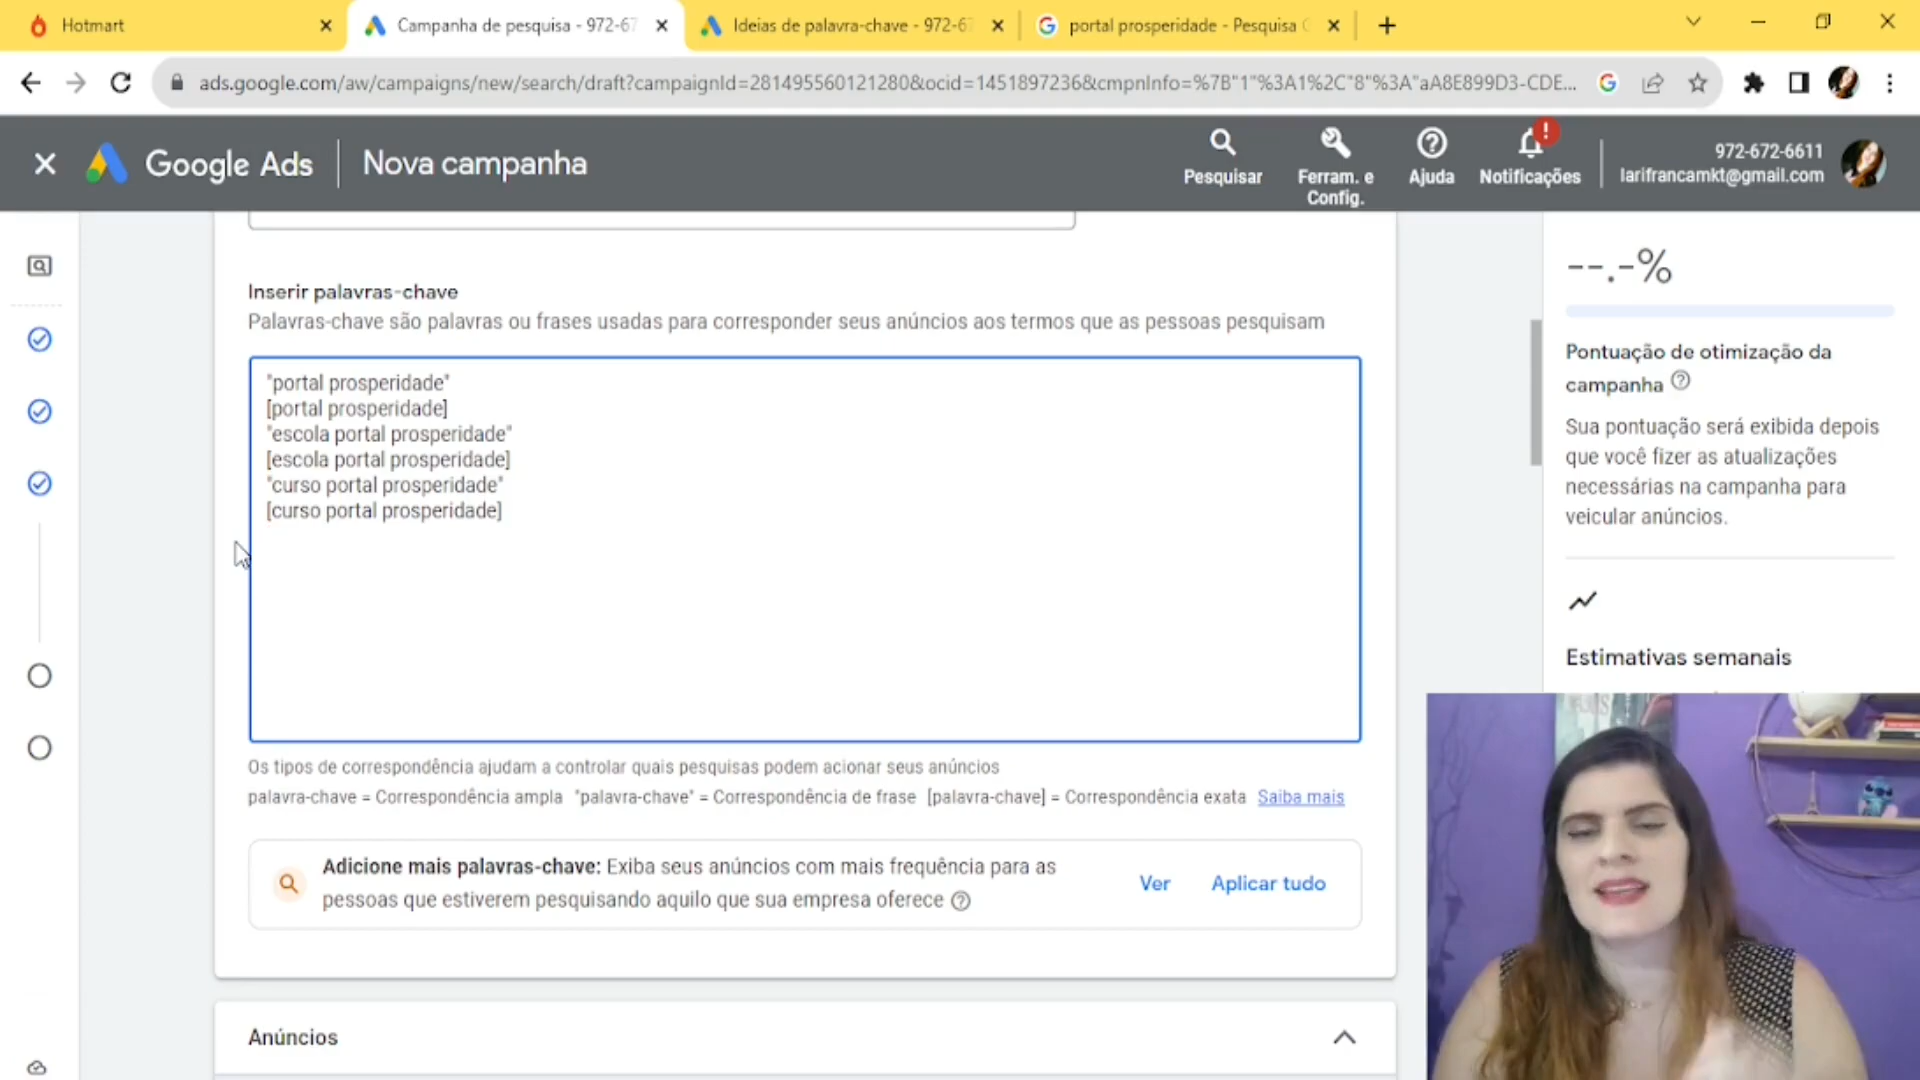 Hotmart
Campanha de pesquisa - 972-67
Ideias de palavra-chave - 972-67
portal prosperidade - Pesquisa G
ads.google.com/aw/campaigns/new/search/draft?campaignId=281495560121280&ocid=1451897236&cmpnInfo=%7B"1"%3A1%2C"8"%3A"aA8E899D3-CDE...
Google Ads
Nova campanha
Pesquisar
Ferram. e
Config.
Ajuda
Notificações
972-672-6611
larifrancamkt@gmail.com
Inserir palavras-chave
Palavras-chave são palavras ou frases usadas para corresponder seus anúncios aos termos que as pessoas pesquisam
"portal prosperidade"
[portal prosperidade]
"escola portal prosperidade"
[escola portal prosperidade]
"curso portal prosperidade"
[curso portal prosperidade]
Os tipos de correspondência ajudam a controlar quais pesquisas podem acionar seus anúncios
palavra-chave = Correspondência ampla "palavra-chave" = Correspondência de frase [palavra-chave] = Correspondência exata Saiba mais
Adicione mais palavras-chave: Exiba seus anúncios com mais frequência para as
pessoas que estiverem pesquisando aquilo que sua empresa oferece
Ver
Aplicar tudo
Anúncios
--.-%
Pontuação de otimização da
campanha
Sua pontuação será exibida depois
que você fizer as atualizações
necessárias na campanha para
veicular anúncios.
Estimativas semanais